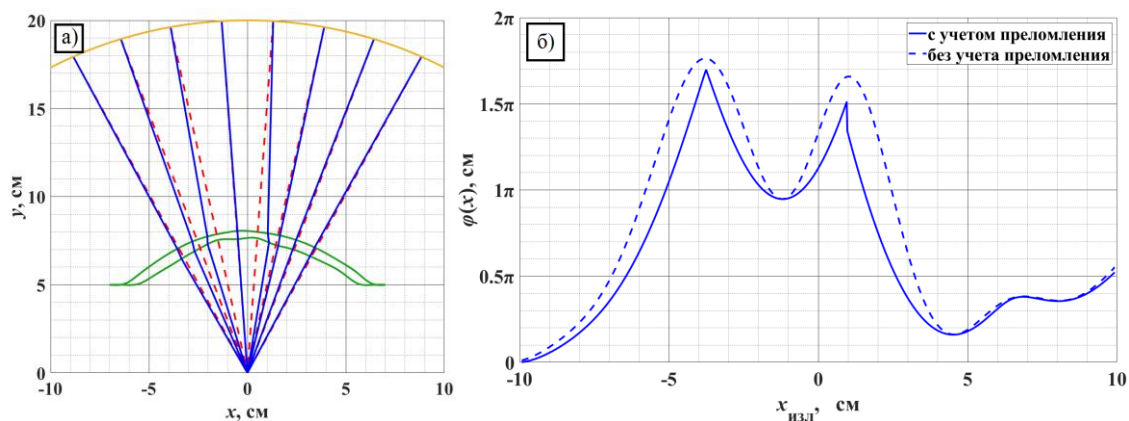 а)
y, см
20
15
10
5
0
-10
-5
0
5
10
x, см
б)
с учетом преломления
без учета преломления
φ(x), см
2π
1.5π
1π
0.5π
0
-10
-5
0
5
10
xизл, см